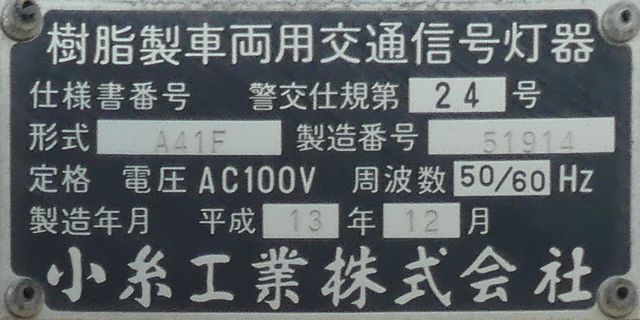 樹脂製車両用交通信号灯器
仕様書番号 警交仕規第 24 号
形式 A41F 製造番号 51914
定格 電圧 AC100V 周波数 50/60 Hz
製造年月 平成 13 年 12 月
小糸工業株式会社